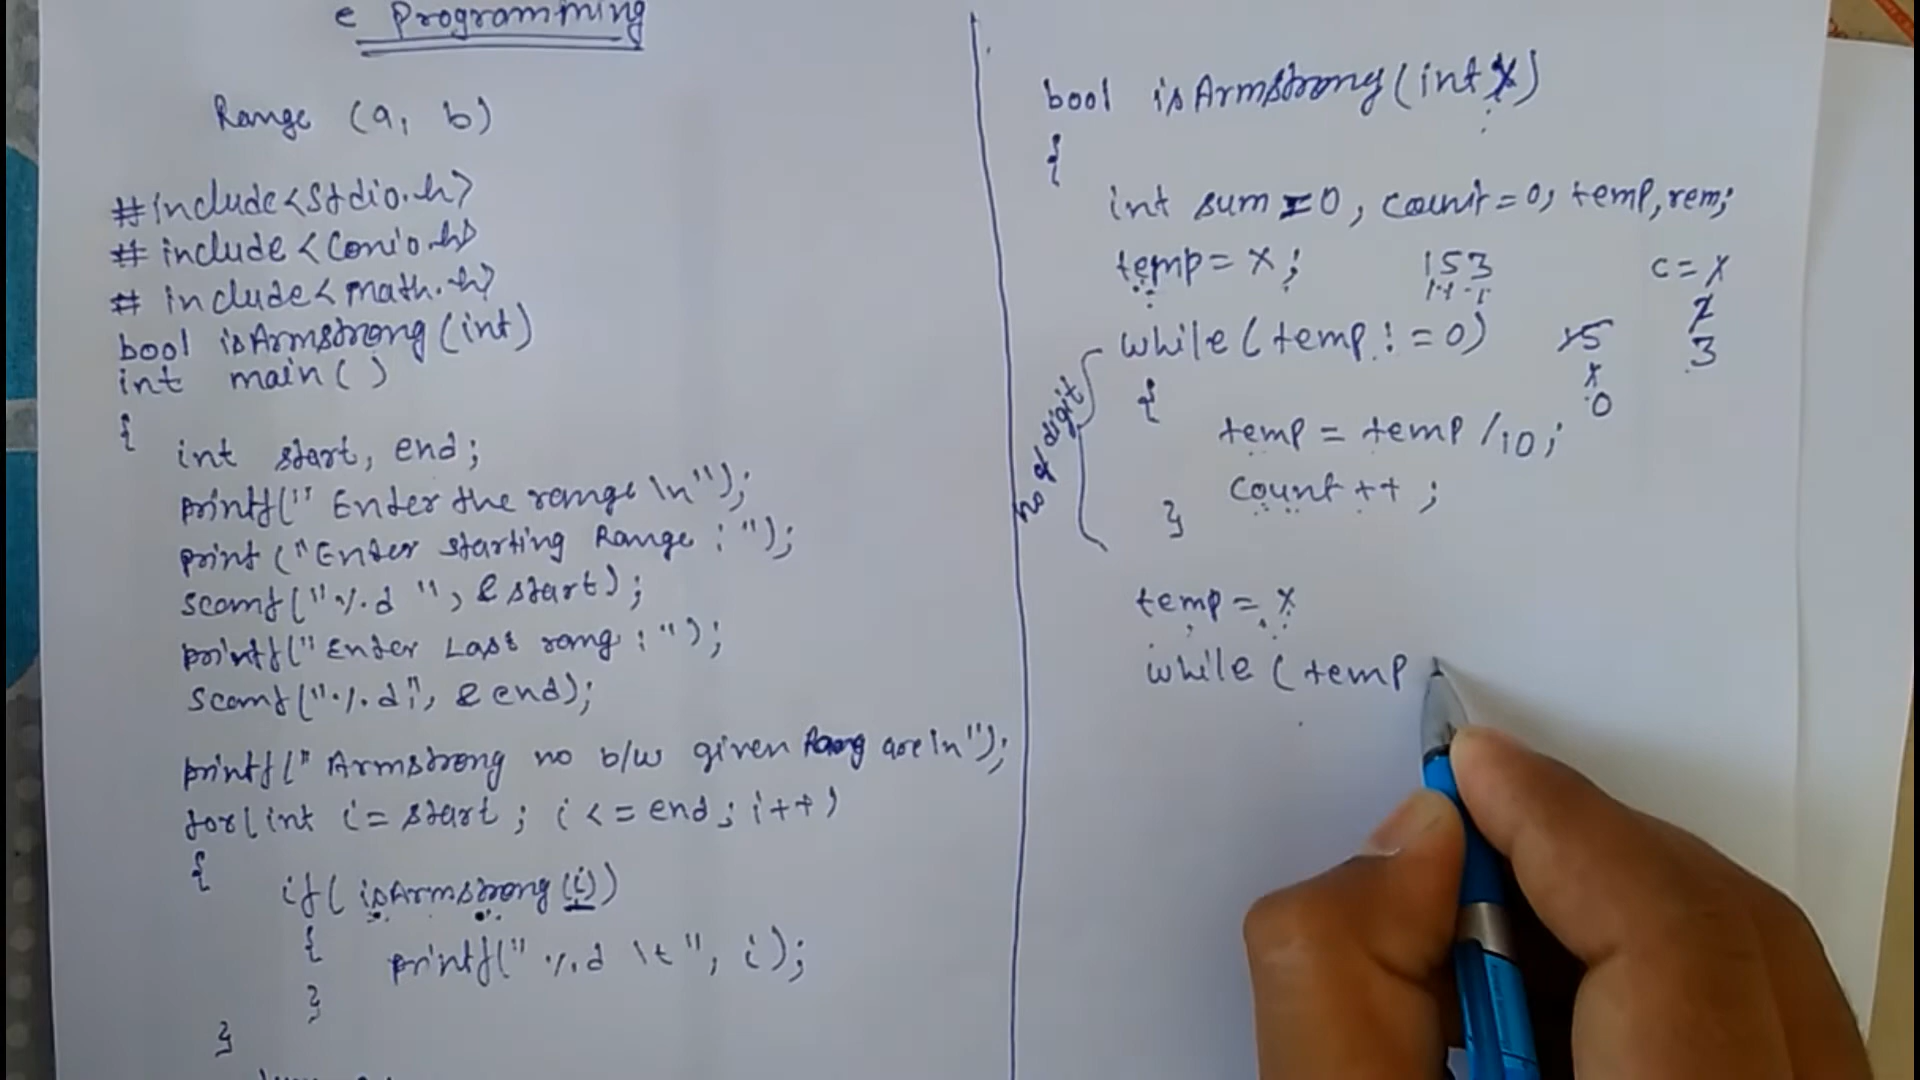 c Programming
Range (a, b)
#include<stdio.h>
# include <Conio.h>
# include<math.h>
bool isArmstrong(int)
int main()
{
int start, end;
printf(" Enter the range \n");
print ("Enter starting Range : ");
scanf("%d ", & start);
printf(" Enter Last rang : ");
scanf("%d", & end);
printf(" Armstrong no b/w given Rang are \n");
for(int i = start ; i <= end ; i++)
{
if( isArmstrong (i))
{
printf(" %d \t", i);
}
}
bool isArmstrong(int x)
{
int sum = 0, count = 0, temp, rem;
temp = x ;
153
c = 1
2
3
while ( temp != 0)
15
1
0
no of digit
{
temp = temp /10 ;
count ++ ;
}
temp = x
while ( temp